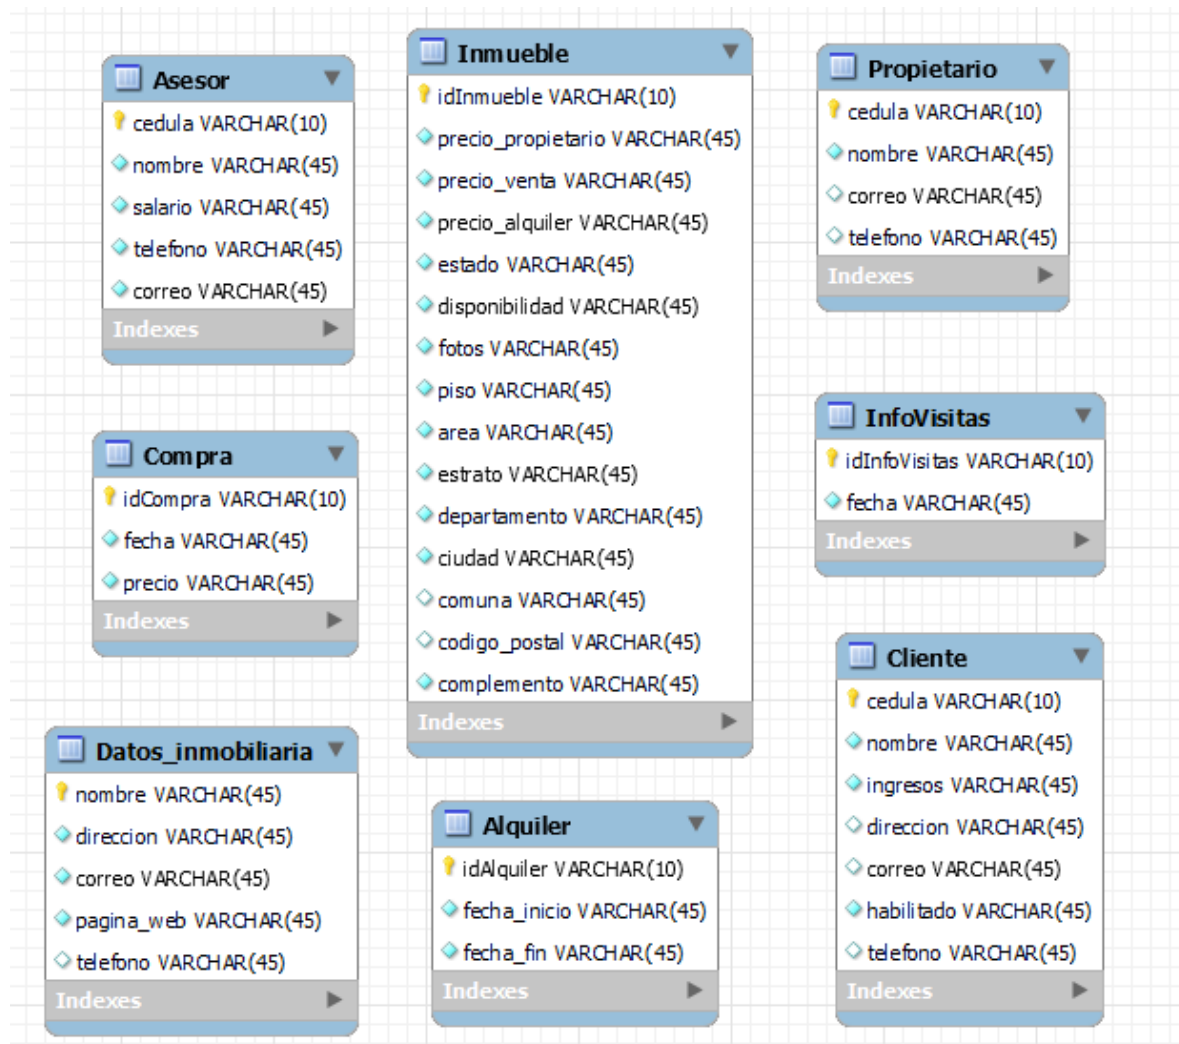 Asesor
cedula VARCHAR(10)
nombre VARCHAR(45)
salario VARCHAR(45)
telefono VARCHAR(45)
correo VARCHAR(45)
Indexes
Inmueble
idInmueble VARCHAR(10)
precio_propietario VARCHAR(45)
precio_venta VARCHAR(45)
precio_alquiler VARCHAR(45)
estado VARCHAR(45)
disponibilidad VARCHAR(45)
fotos VARCHAR(45)
piso VARCHAR(45)
area VARCHAR(45)
estrato VARCHAR(45)
departamento VARCHAR(45)
ciudad VARCHAR(45)
comuna VARCHAR(45)
codigo_postal VARCHAR(45)
complemento VARCHAR(45)
Indexes
Propietario
cedula VARCHAR(10)
nombre VARCHAR(45)
correo VARCHAR(45)
telefono VARCHAR(45)
Indexes
Compra
idCompra VARCHAR(10)
fecha VARCHAR(45)
precio VARCHAR(45)
Indexes
InfoVisitas
idInfoVisitas VARCHAR(10)
fecha VARCHAR(45)
Indexes
Datos_inmobiliaria
nombre VARCHAR(45)
direccion VARCHAR(45)
correo VARCHAR(45)
pagina_web VARCHAR(45)
telefono VARCHAR(45)
Indexes
Alquiler
idAlquiler VARCHAR(10)
fecha_inicio VARCHAR(45)
fecha_fin VARCHAR(45)
Indexes
Cliente
cedula VARCHAR(10)
nombre VARCHAR(45)
ingresos VARCHAR(45)
direccion VARCHAR(45)
correo VARCHAR(45)
habilitado VARCHAR(45)
telefono VARCHAR(45)
Indexes